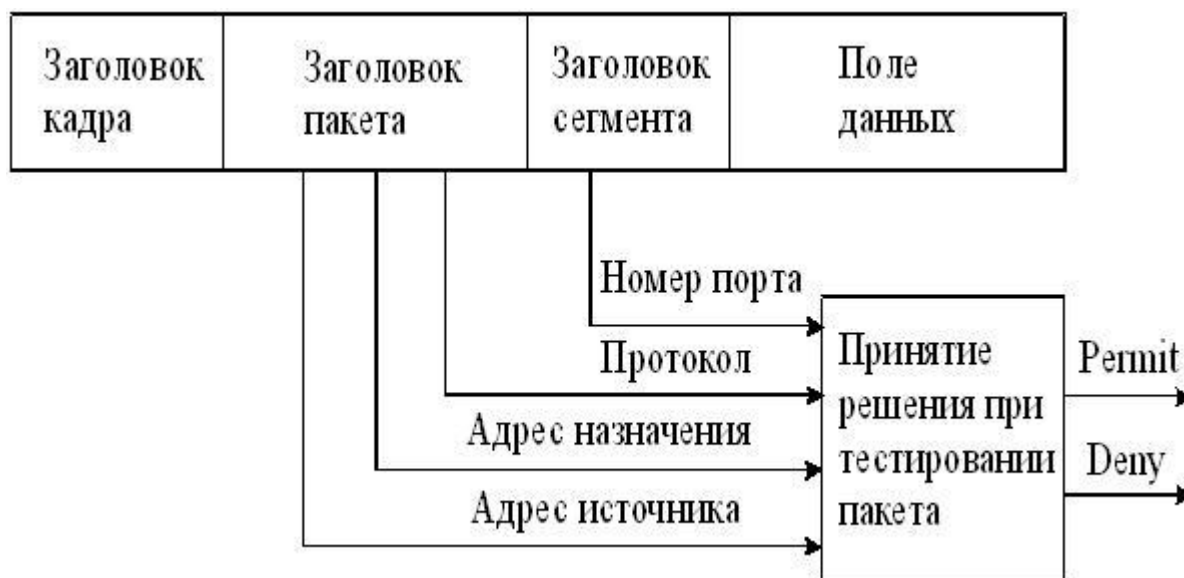 Заголовок
кадра
Заголовок
пакета
Заголовок
сегмента
Поле
данных
Номер порта
Протокол
Адрес назначения
Адрес источника
Принятие
решения при
тестировании
пакета
Permit
Deny